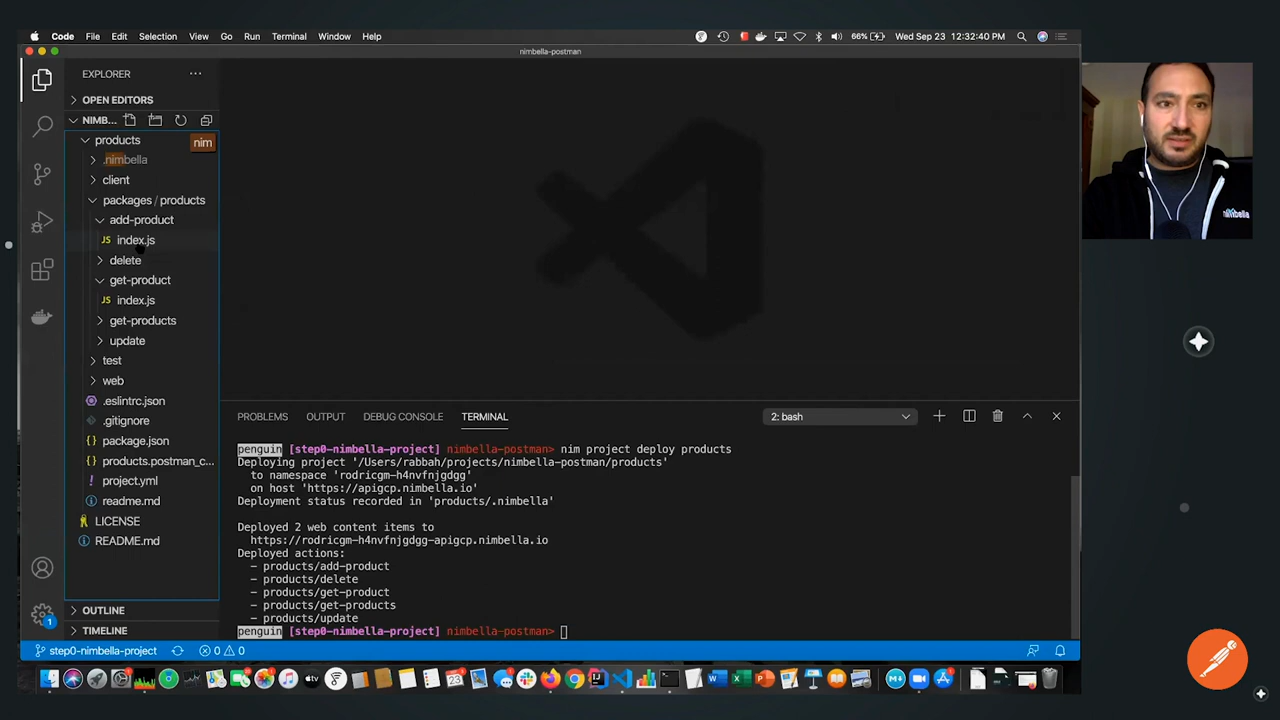 Code File Edit Selection View Go Run Terminal Window Help
66% Wed Sep 23 12:32:40 PM
nimbella-postman
EXPLORER
OPEN EDITORS
NIMB...
products
nim
.nimbella
client
packages / products
add-product
JS index.js
delete
get-product
JS index.js
get-products
update
test
web
.eslintrc.json
.gitignore
package.json
products.postman_c...
project.yml
readme.md
LICENSE
README.md
OUTLINE
TIMELINE
PROBLEMS OUTPUT DEBUG CONSOLE TERMINAL
2: bash
penguin [step0-nimbella-project] nimbella-postman> nim project deploy products
Deploying project '/Users/rabbah/projects/nimbella-postman/products'
to namespace 'rodricgm-h4nvfnjgdgg'
on host 'https://apigcp.nimbella.io'
Deployment status recorded in 'products/.nimbella'
Deployed 2 web content items to
https://rodricgm-h4nvfnjgdgg-apigcp.nimbella.io
Deployed actions:
- products/add-product
- products/delete
- products/get-product
- products/get-products
- products/update
penguin [step0-nimbella-project] nimbella-postman>
1
step0-nimbella-project 0 0
nimbella